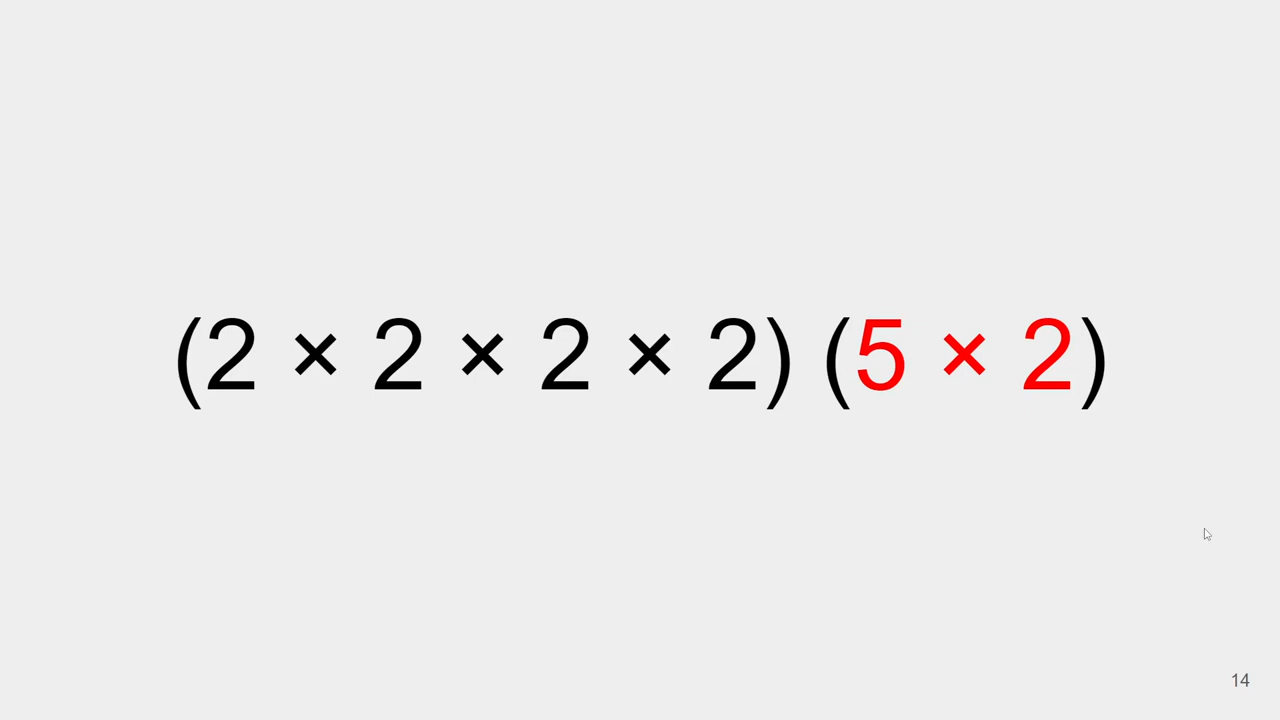 (2 × 2 × 2 × 2) (5 × 2)
14